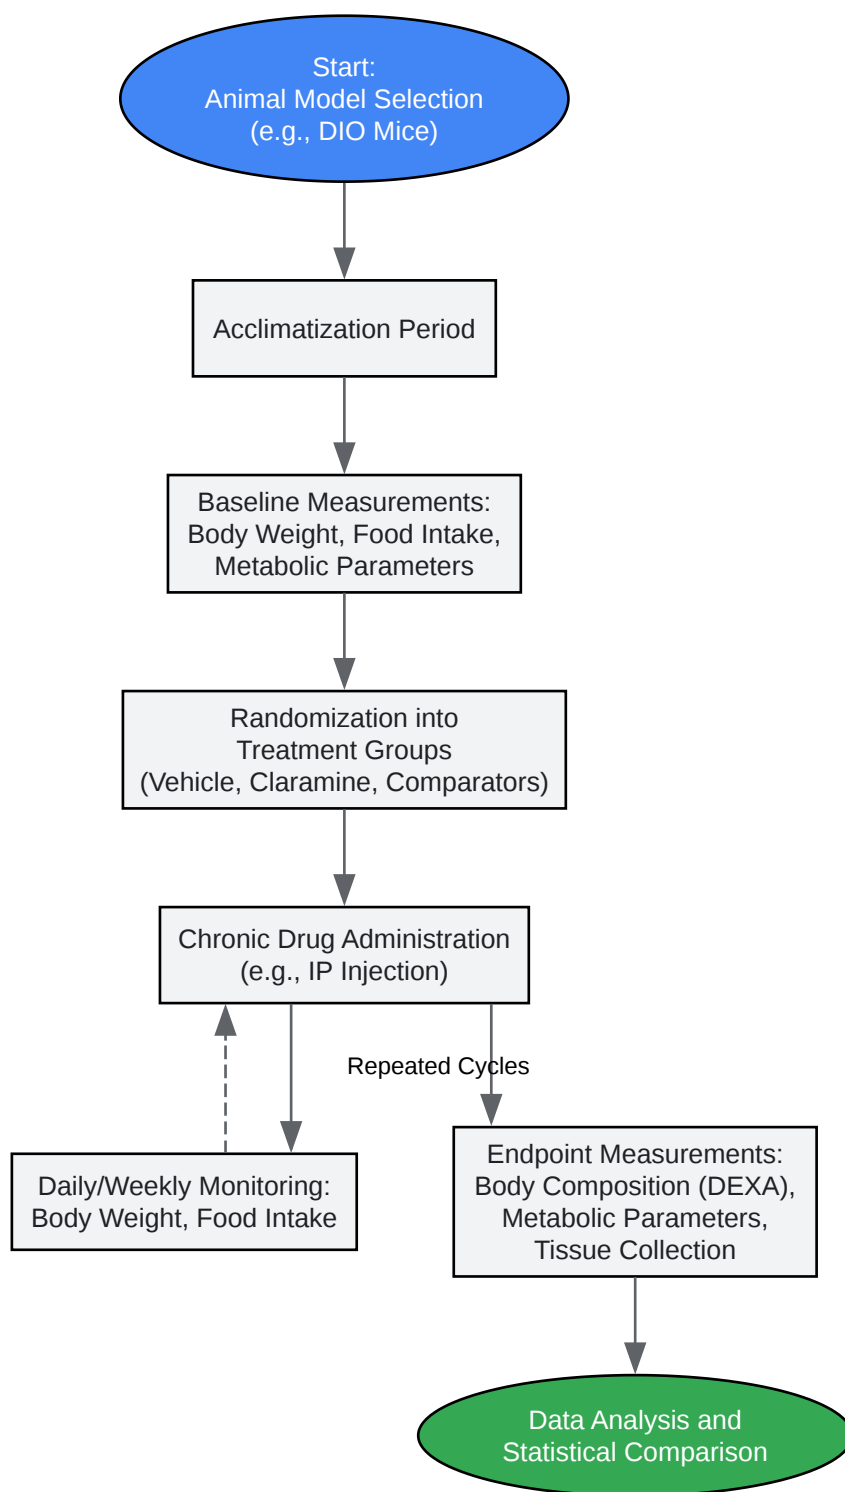 Start:
Animal Model Selection
(e.g., DIO Mice)
Acclimatization Period
Baseline Measurements:
Body Weight, Food Intake,
Metabolic Parameters
Randomization into
Treatment Groups
(Vehicle, Claramine, Comparators)
Chronic Drug Administration
(e.g., IP Injection)
Repeated Cycles
Daily/Weekly Monitoring:
Body Weight, Food Intake
Endpoint Measurements:
Body Composition (DEXA),
Metabolic Parameters,
Tissue Collection
Data Analysis and
Statistical Comparison